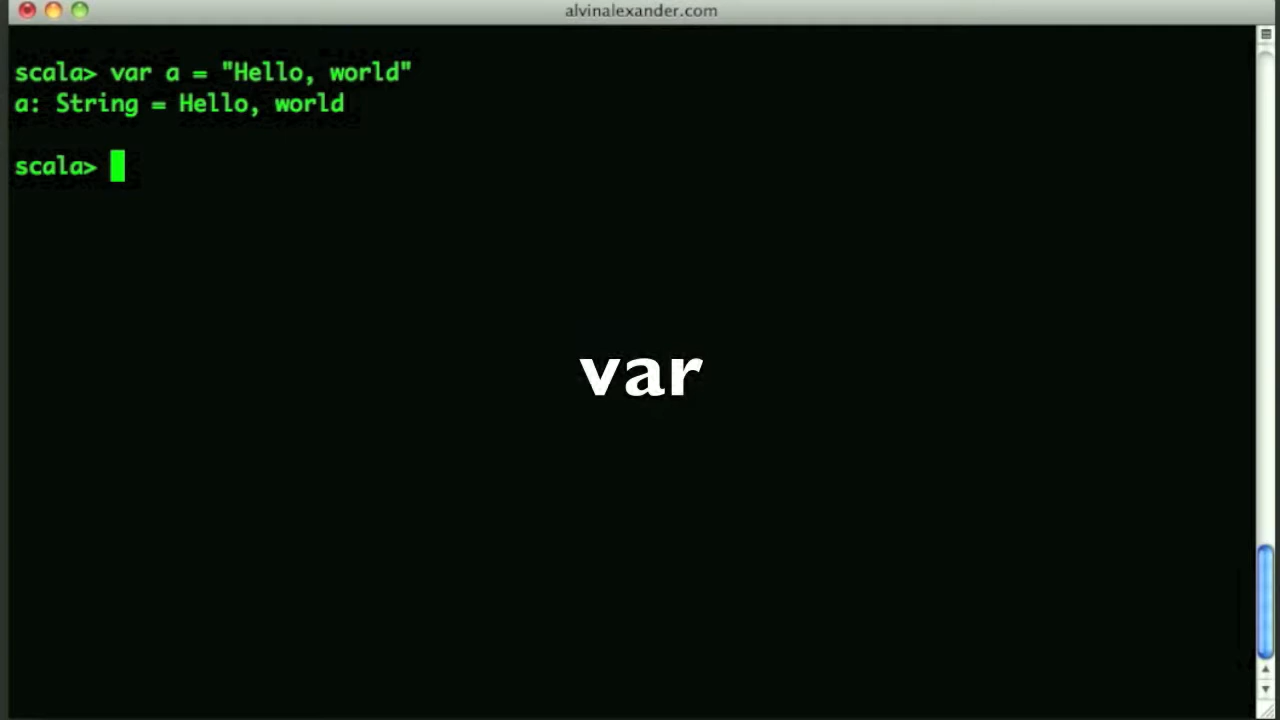 alvinalexander.com
scala> var a = "Hello, world"
a: String = Hello, world
scala>
var